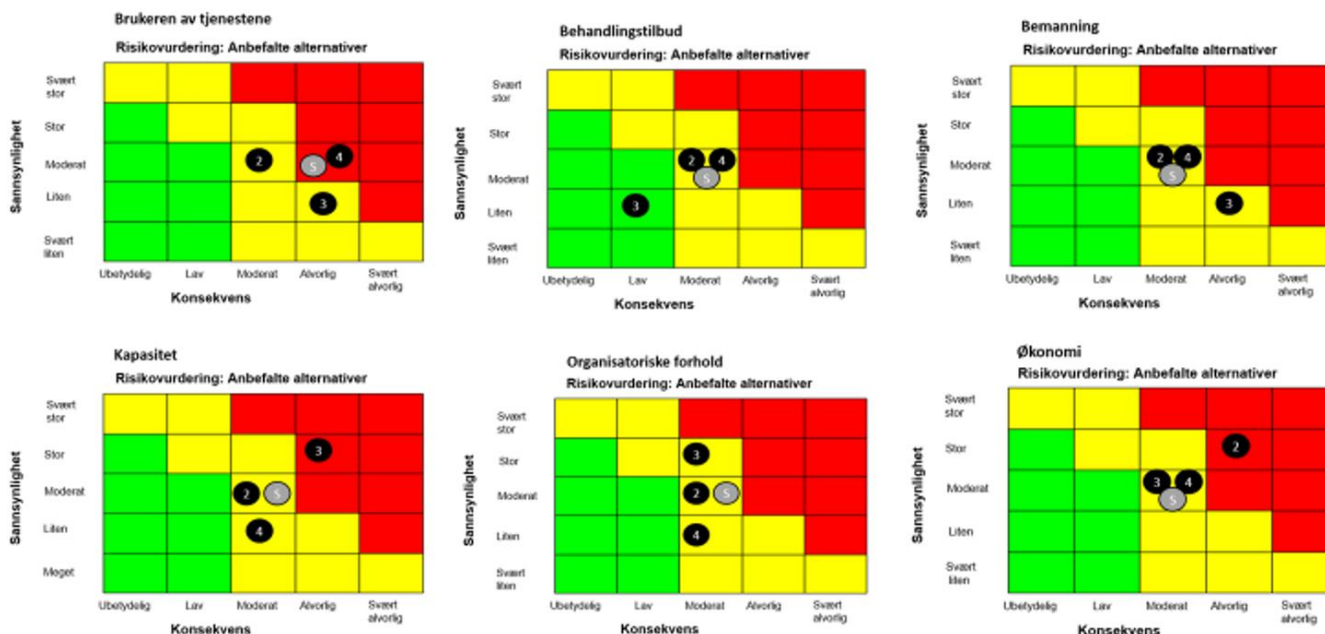 Brukeren av tjenestene
Risikovurdering: Anbefalte alternativer
Sannsynlighet
Svært
stor
Stor
Moderat
Liten
Svært
liten
2
S
4
3
Ubetydelig
Lav
Moderat
Alvorlig
Svært
alvorlig
Konsekvens
Behandlingstilbud
Risikovurdering: Anbefalte alternativer
Sannsynlighet
Svært
stor
Stor
Moderat
Liten
Svært
liten
2
4
S
3
Ubetydelig
Lav
Moderat
Alvorlig
Svært
alvorlig
Konsekvens
Bemanning
Risikovurdering: Anbefalte alternativer
Sannsynlighet
Svært
stor
Stor
Moderat
Liten
Svært
liten
2
4
S
3
Ubetydelig
Lav
Moderat
Alvorlig
Svært
alvorlig
Konsekvens
Kapasitet
Risikovurdering: Anbefalte alternativer
Sannsynlighet
Svært
stor
Stor
Moderat
Liten
Meget
3
2
S
4
Ubetydelig
Lav
Moderat
Alvorlig
Svært
alvorlig
Konsekvens
Organisatoriske forhold
Risikovurdering: Anbefalte alternativer
Sannsynlighet
Svært
stor
Stor
Moderat
Liten
Svært
liten
3
2
S
4
Ubetydelig
Lav
Moderat
Alvorlig
Svært
alvorlig
Konsekvens
Økonomi
Risikovurdering: Anbefalte alternativer
Sannsynlighet
Svært
stor
Stor
Moderat
Liten
Svært
liten
2
3
4
S
Ubetydelig
Lav
Moderat
Alvorlig
Svært
alvorlig
Konsekvens